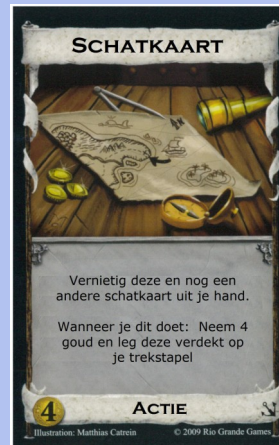 SCHATKAART
Vernietig deze en nog een
andere schatkaart uit je hand.
Wanneer je dit doet: Neem 4
goud en leg deze verdekt op
je trekstapel
4
ACTIE
Illustration: Matthias Catrein © 2009 Rio Grande Games